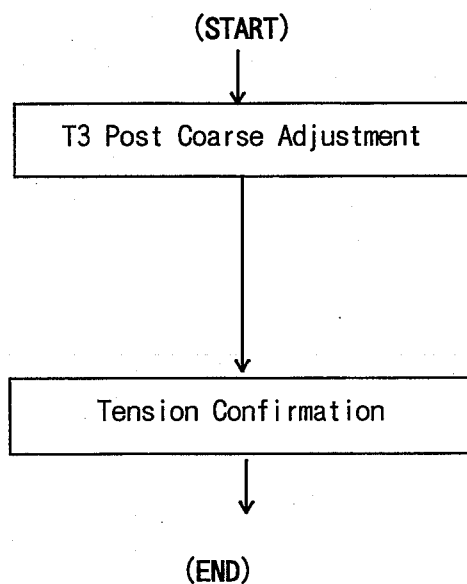 (START)
T3 Post Coarse Adjustment
Tension Confirmation
(END)